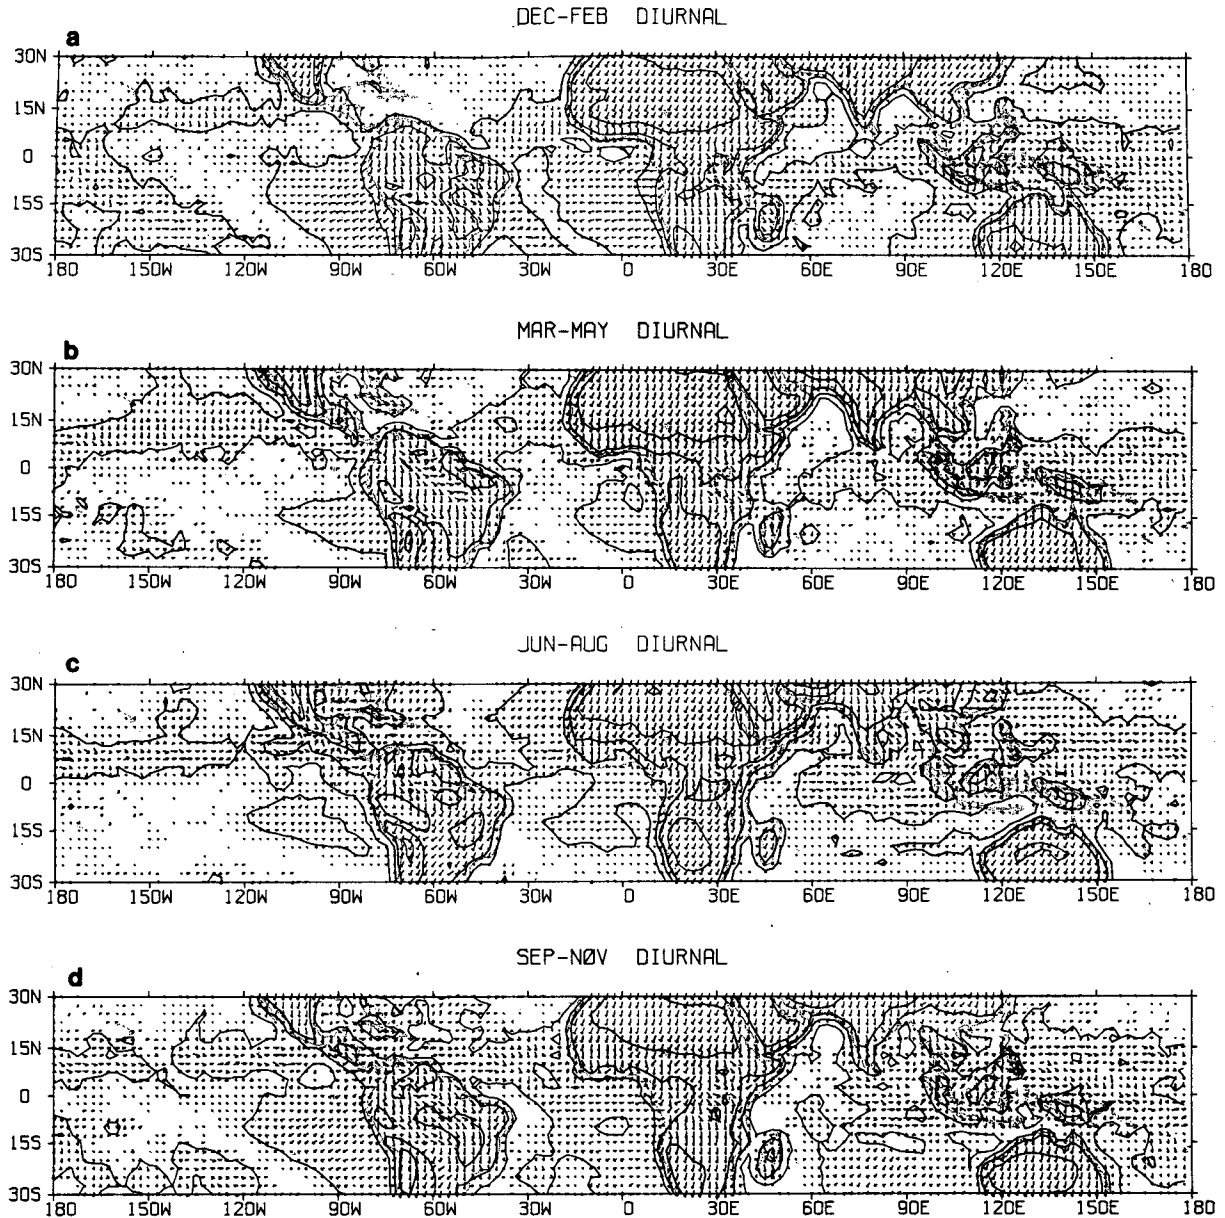 DEC-FEB DIURNAL
a
30N
15N
0
15S
30S
180 150W 120W 90W 60W 30W 0 30E 60E 90E 120E 150E 180
MAR-MAY DIURNAL
b
30N
15N
0
15S
30S
180 150W 120W 90W 60W 30W 0 30E 60E 90E 120E 150E 180
JUN-AUG DIURNAL
c
30N
15N
0
15S
30S
180 150W 120W 90W 60W 30W 0 30E 60E 90E 120E 150E 180
SEP-NØV DIURNAL
d
30N
15N
0
15S
30S
180 150W 120W 90W 60W 30W 0 30E 60E 90E 120E 150E 180